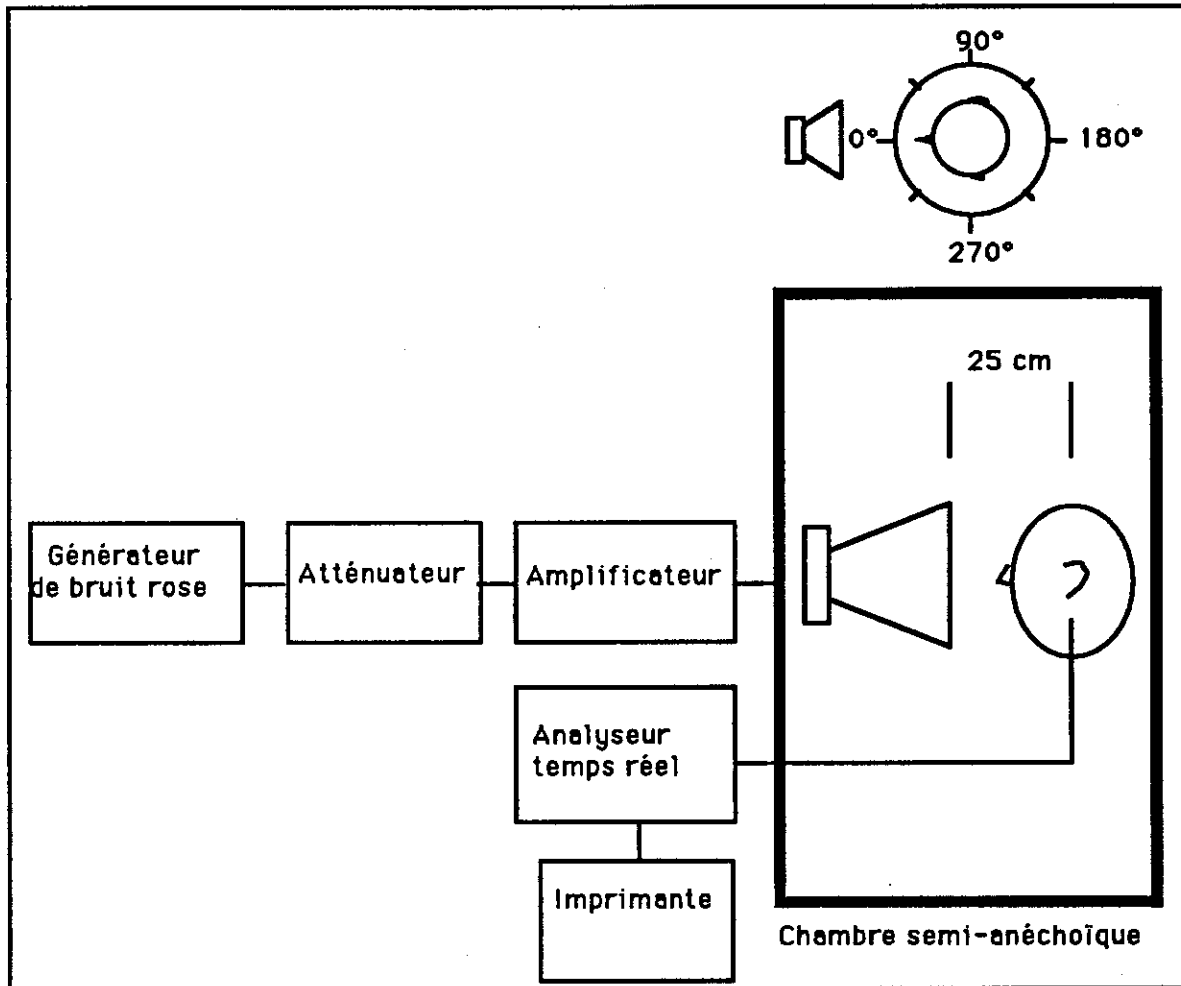 90°
0°
180°
270°
25 cm
Générateur
de bruit rose
Atténuateur
Amplificateur
Analyseur
temps réel
Imprimante
Chambre semi-anéchoïque